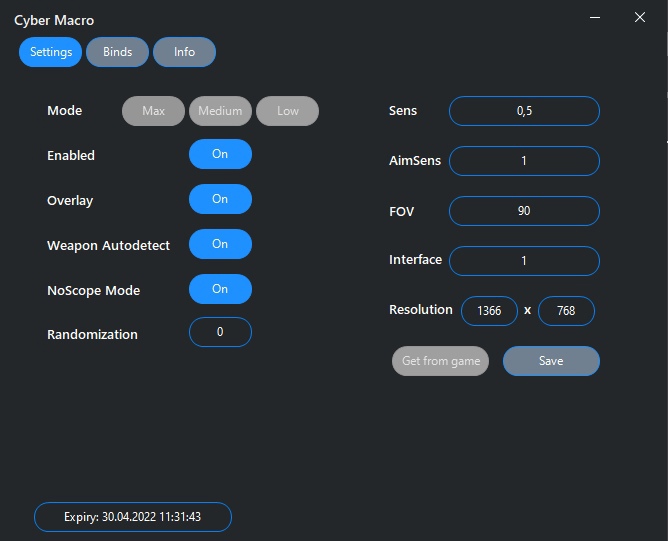 Cyber Macro
Settings Binds Info
Mode Max Medium Low
Enabled On
Overlay On
Weapon Autodetect On
NoScope Mode On
Randomization 0
Sens 0,5
AimSens 1
FOV 90
Interface 1
Resolution 1366 x 768
Get from game Save
Expiry: 30.04.2022 11:31:43